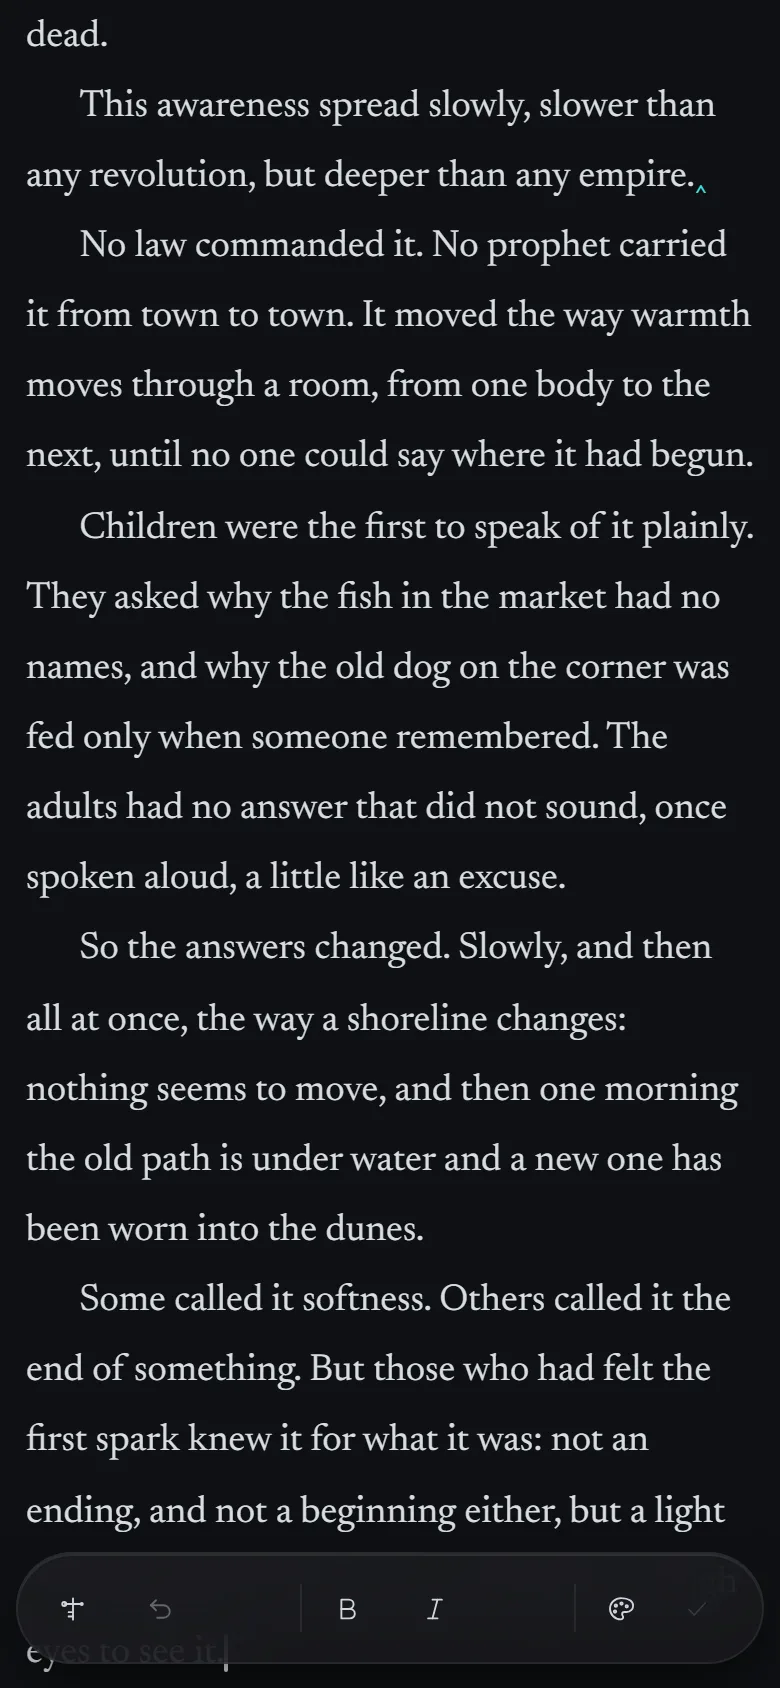 dead.
This awareness spread slowly, slower than
any revolution, but deeper than any empire.^
No law commanded it. No prophet carried
it from town to town. It moved the way warmth
moves through a room, from one body to the
next, until no one could say where it had begun.
Children were the first to speak of it plainly.
They asked why the fish in the market had no
names, and why the old dog on the corner was
fed only when someone remembered. The
adults had no answer that did not sound, once
spoken aloud, a little like an excuse.
So the answers changed. Slowly, and then
all at once, the way a shoreline changes:
nothing seems to move, and then one morning
the old path is under water and a new one has
been worn into the dunes.
Some called it softness. Others called it the
end of something. But those who had felt the
first spark knew it for what it was: not an
ending, and not a beginning either, but a light
B I
eyes to see it.